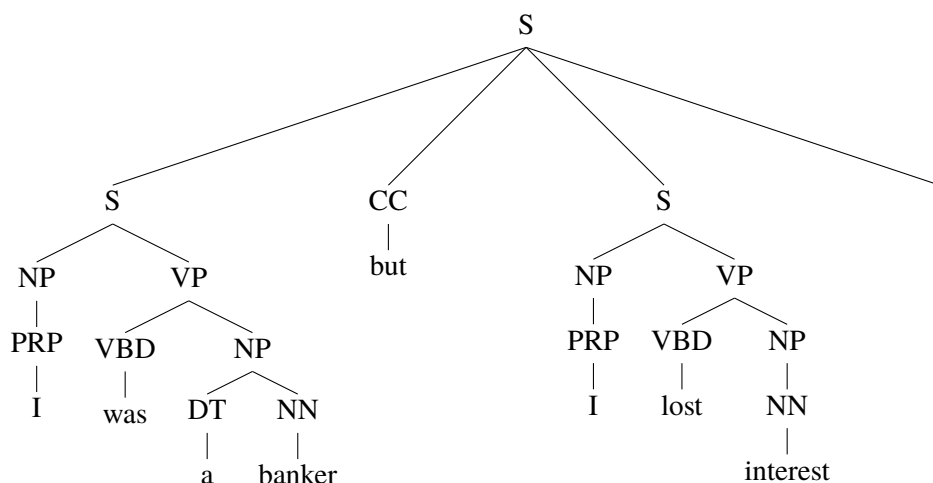 S
S CC S
NP VP but NP VP
PRP VBD NP PRP VBD NP
I was DT NN I lost NN
a banker interest